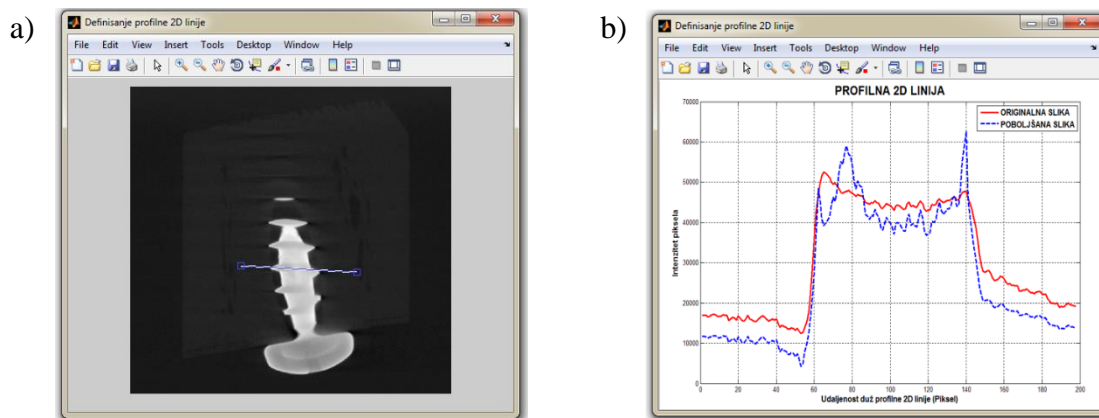 a)
Definisanje profilne 2D linije
File Edit View Insert Tools Desktop Window Help
b)
Definisanje profilne 2D linije
File Edit View Insert Tools Desktop Window Help
PROFILNA 2D LINIJA
70000
60000
50000
40000
30000
20000
10000
0
Intenzitet piksela
ORIGINALNA SLIKA
POBOLJŠANA SLIKA
0 20 40 60 80 100 120 140 160 180 200
Udaljenost duž profilne 2D linije (Piksel)